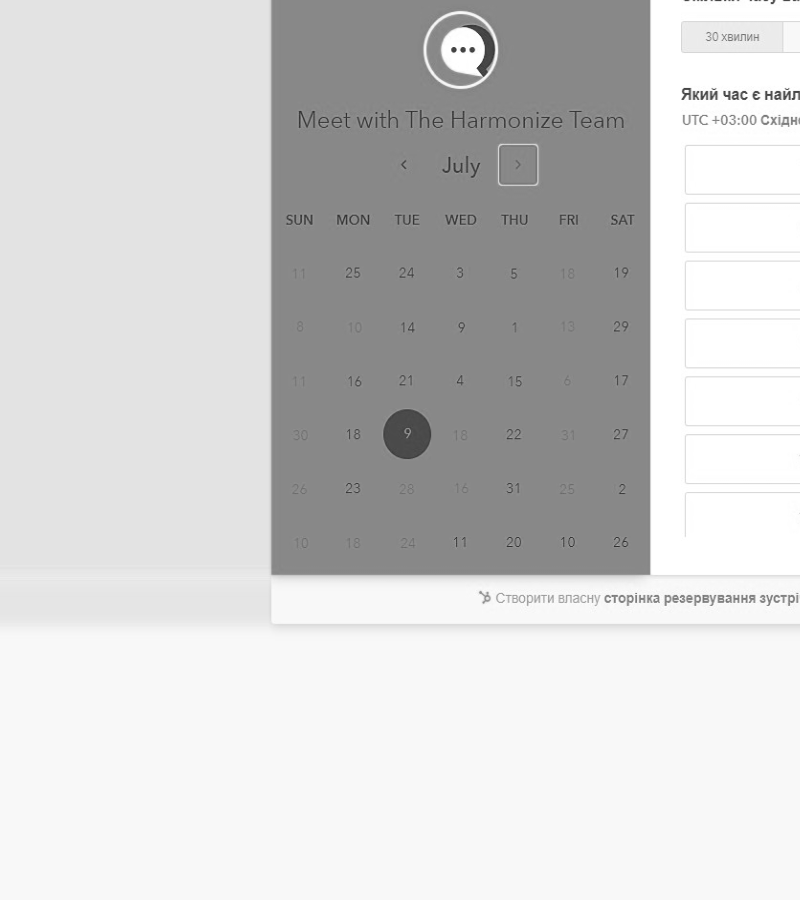 30 хвилин
Який час є найл
Meet with The Harmonize Team
UTC +03:00 Східн
July
SUN MON TUE WED THU FRI SAT
11 25 24 3 5 18 19
8 10 14 9 1 13 29
11 16 21 4 15 6 17
30 18 9 18 22 31 27
26 23 28 16 31 25 2
10 18 24 11 20 10 26
Створити власну сторінка резервування зустрі